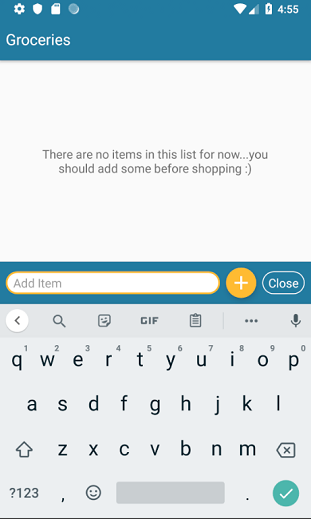 4:55
Groceries
There are no items in this list for now...you
should add some before shopping :)
Add Item
Close
GIF
1 2 3 4 5 6 7 8 9 0
q w e r t y u i o p
a s d f g h j k l
z x c v b n m
?123 , .